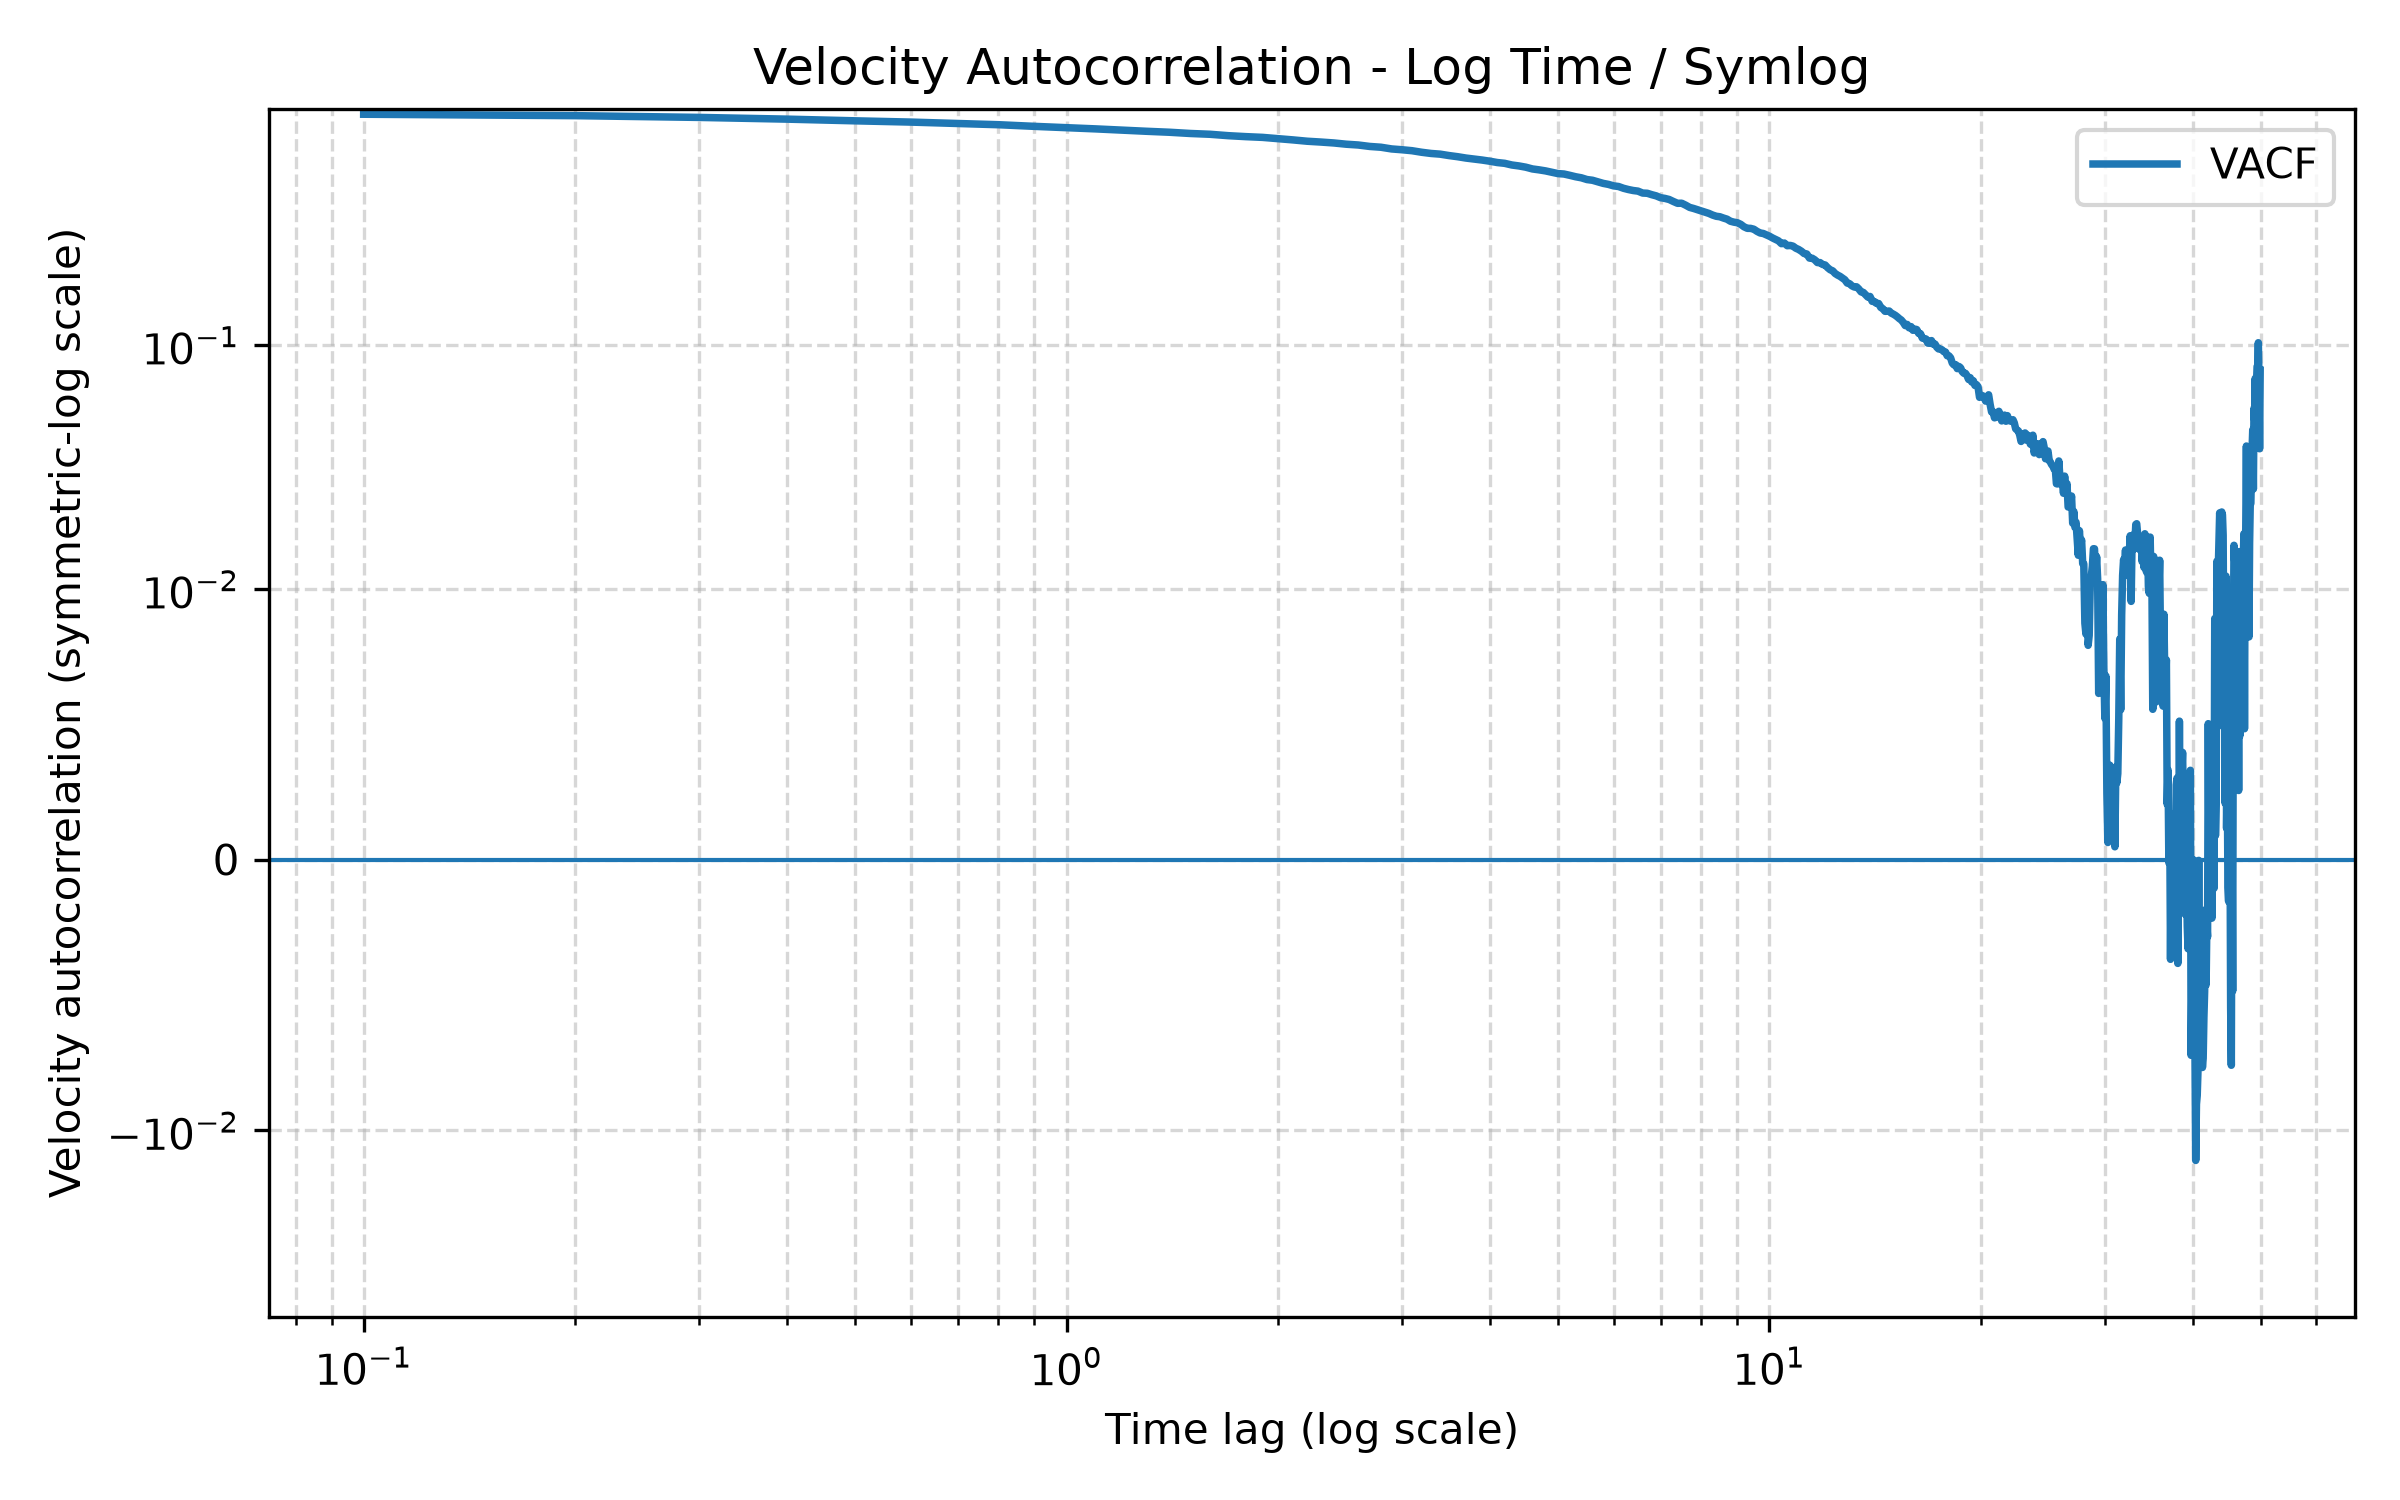 Velocity Autocorrelation - Log Time / Symlog
VACF
Velocity autocorrelation (symmetric-log scale)
10⁻¹
10⁻²
0
−10⁻²
10⁻¹
10⁰
10¹
Time lag (log scale)